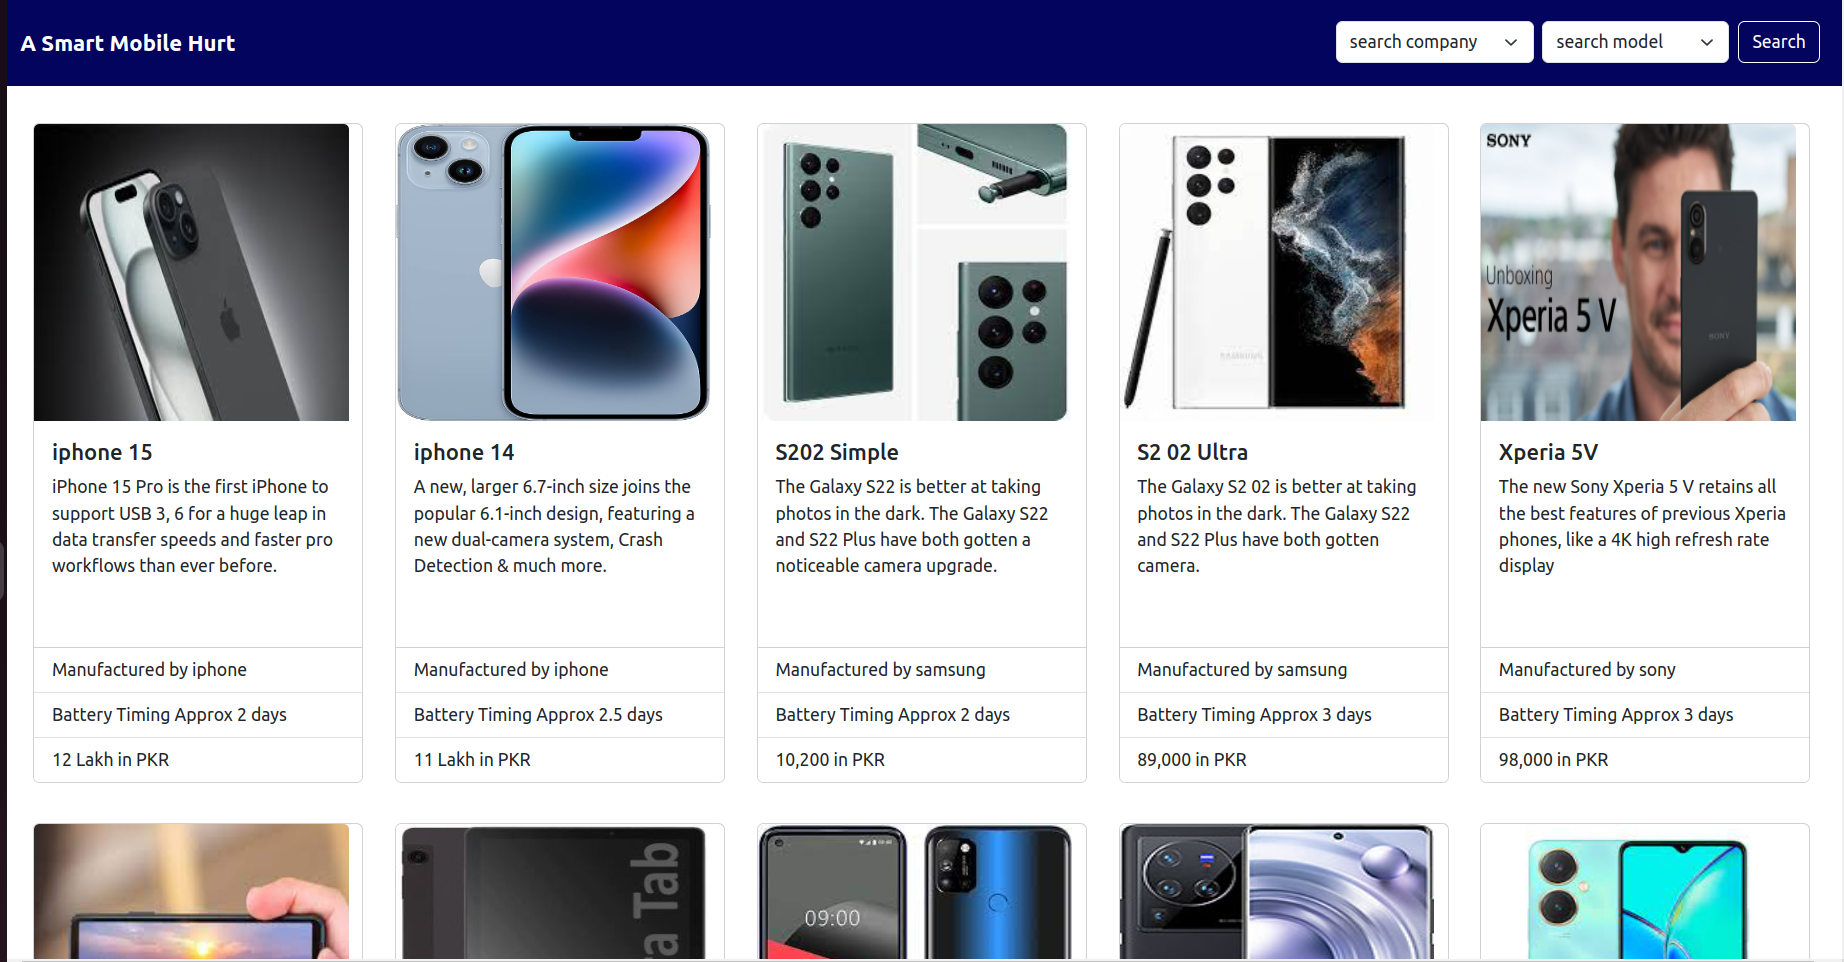 A Smart Mobile Hurt
search company
search model
Search
SONY
Unboxing
Xperia 5 V
SAMSUNG
SONY
iphone 15
iPhone 15 Pro is the first iPhone to
support USB 3, 6 for a huge leap in
data transfer speeds and faster pro
workflows than ever before.
Manufactured by iphone
Battery Timing Approx 2 days
12 Lakh in PKR
iphone 14
A new, larger 6.7-inch size joins the
popular 6.1-inch design, featuring a
new dual-camera system, Crash
Detection & much more.
Manufactured by iphone
Battery Timing Approx 2.5 days
11 Lakh in PKR
S202 Simple
The Galaxy S22 is better at taking
photos in the dark. The Galaxy S22
and S22 Plus have both gotten a
noticeable camera upgrade.
Manufactured by samsung
Battery Timing Approx 2 days
10,200 in PKR
S2 02 Ultra
The Galaxy S2 02 is better at taking
photos in the dark. The Galaxy S22
and S22 Plus have both gotten
camera.
Manufactured by samsung
Battery Timing Approx 3 days
89,000 in PKR
Xperia 5V
The new Sony Xperia 5 V retains all
the best features of previous Xperia
phones, like a 4K high refresh rate
display
Manufactured by sony
Battery Timing Approx 3 days
98,000 in PKR
ra Tab
09:00